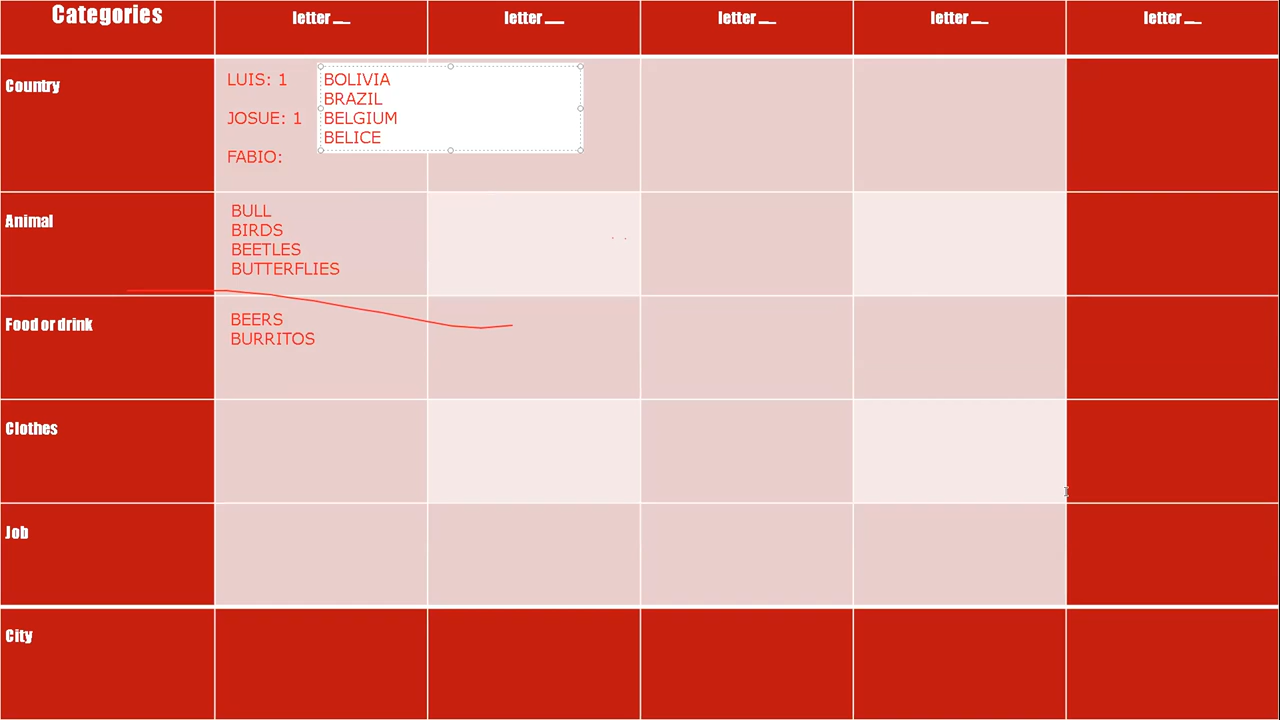 Categories
letter __
letter __
letter __
letter __
letter __
Country
LUIS: 1
JOSUE: 1
FABIO:
BOLIVIA
BRAZIL
BELGIUM
BELICE
Animal
BULL
BIRDS
BEETLES
BUTTERFLIES
Food or drink
BEERS
BURRITOS
Clothes
Job
City